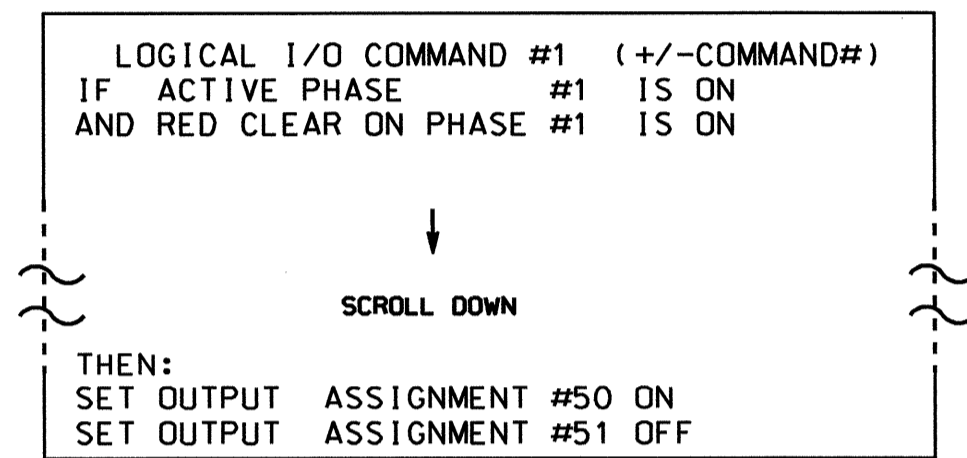 LOGICAL I/O COMMAND #1 (+/-COMMAND#)
IF ACTIVE PHASE #1 IS ON
AND RED CLEAR ON PHASE #1 IS ON
SCROLL DOWN
THEN:
SET OUTPUT ASSIGNMENT #50 ON
SET OUTPUT ASSIGNMENT #51 OFF